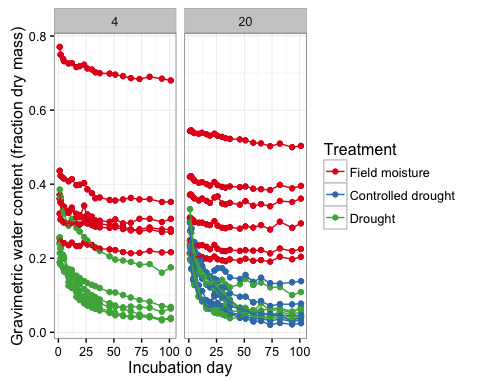 4
20
Gravimetric water content (fraction dry mass)
0.8
0.6
0.4
0.2
0.0
0 25 50 75 100
0 25 50 75 100
Incubation day
Treatment
Field moisture
Controlled drought
Drought